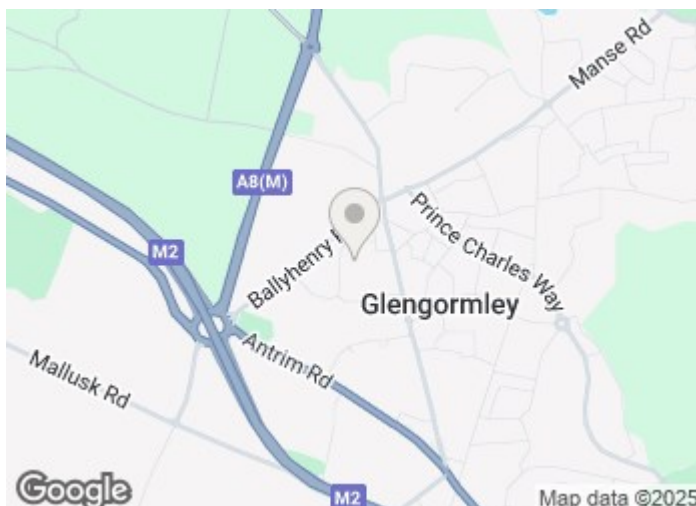 Manse Rd
A8(M)
Prince Charles Way
M2
Ballyhenry
Glengormley
Antrim Rd
Mallusk Rd
M2
Google
Map data ©2025